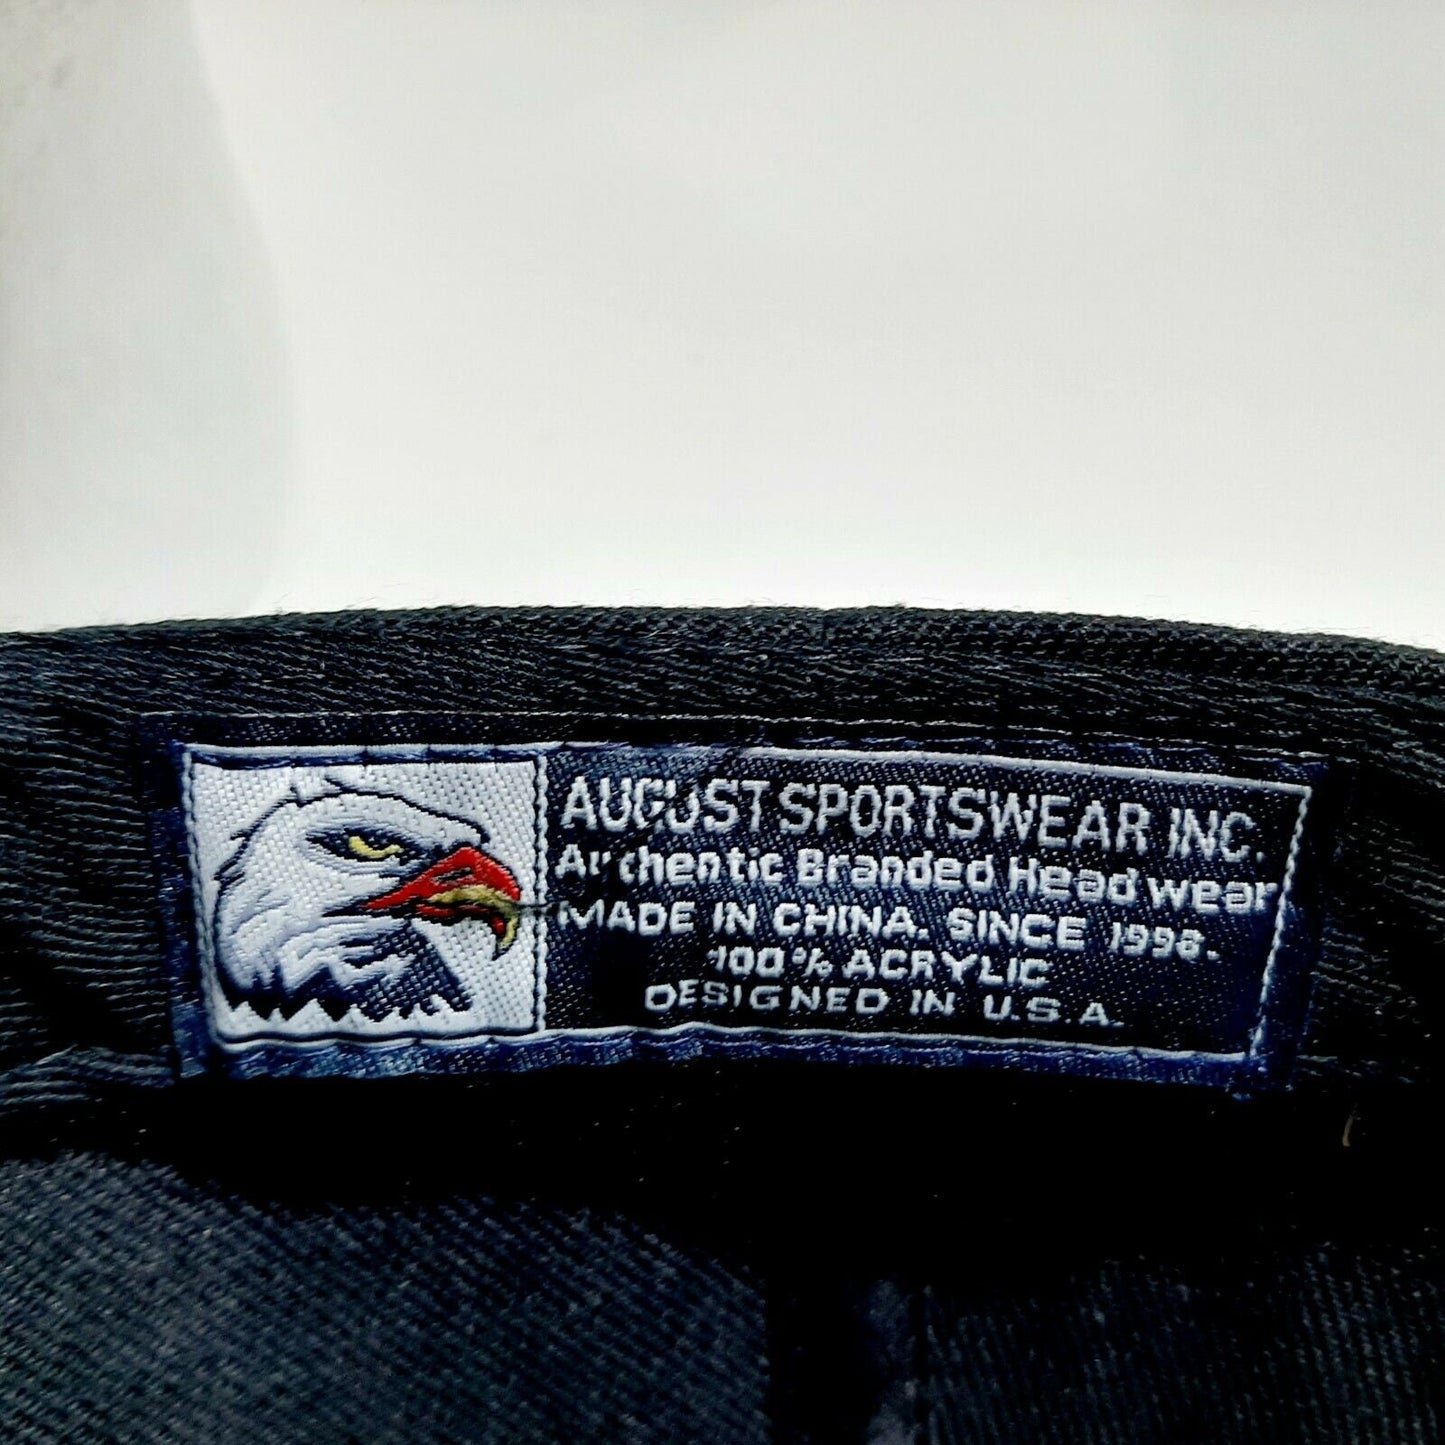 AUGUST SPORTSWEAR INC.
Authentic Branded Head wear
MADE IN CHINA. SINCE 1998.
100% ACRYLIC
DESIGNED IN U.S.A.